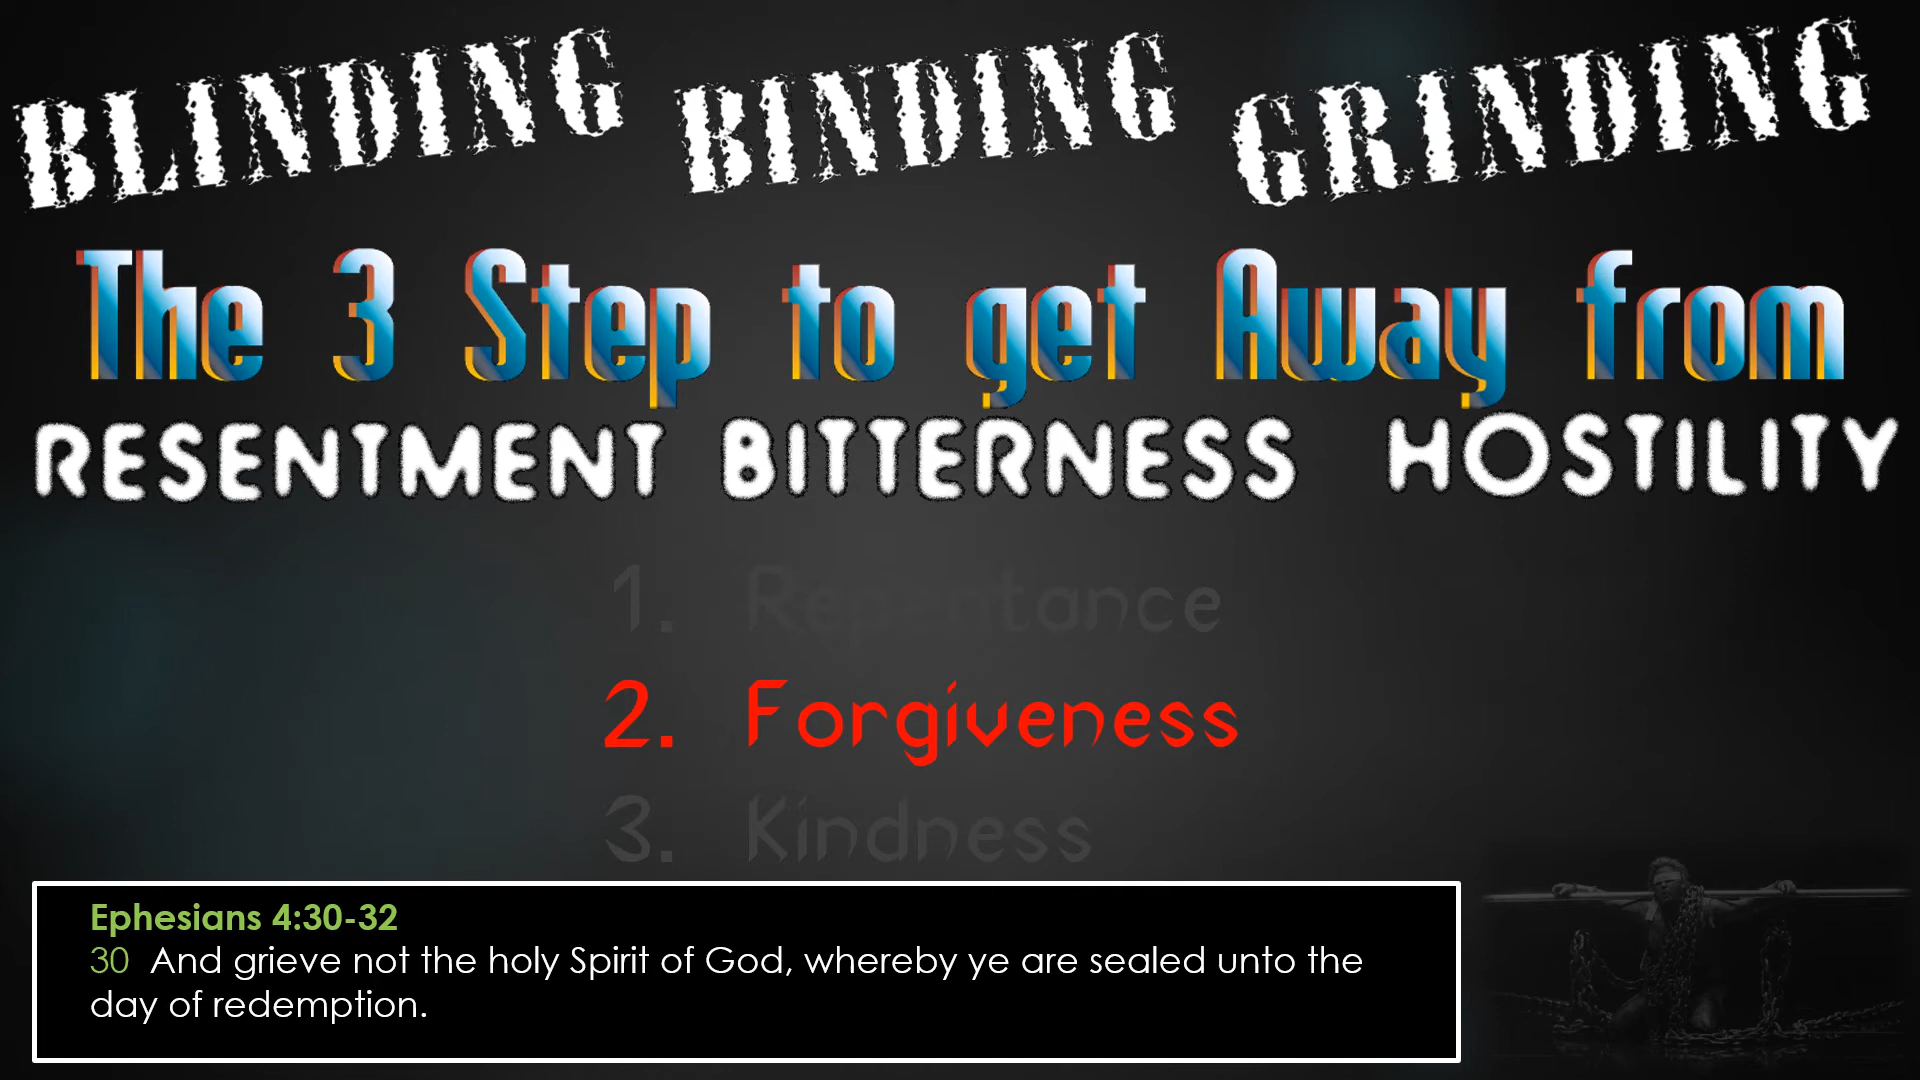 BLINDING BINDING GRINDING
The 3 Step to get Away from
RESENTMENT BITTERNESS HOSTILITY
1. Repentance
2. Forgiveness
3. Kindness
Ephesians 4:30-32
30 And grieve not the holy Spirit of God, whereby ye are sealed unto the
day of redemption.